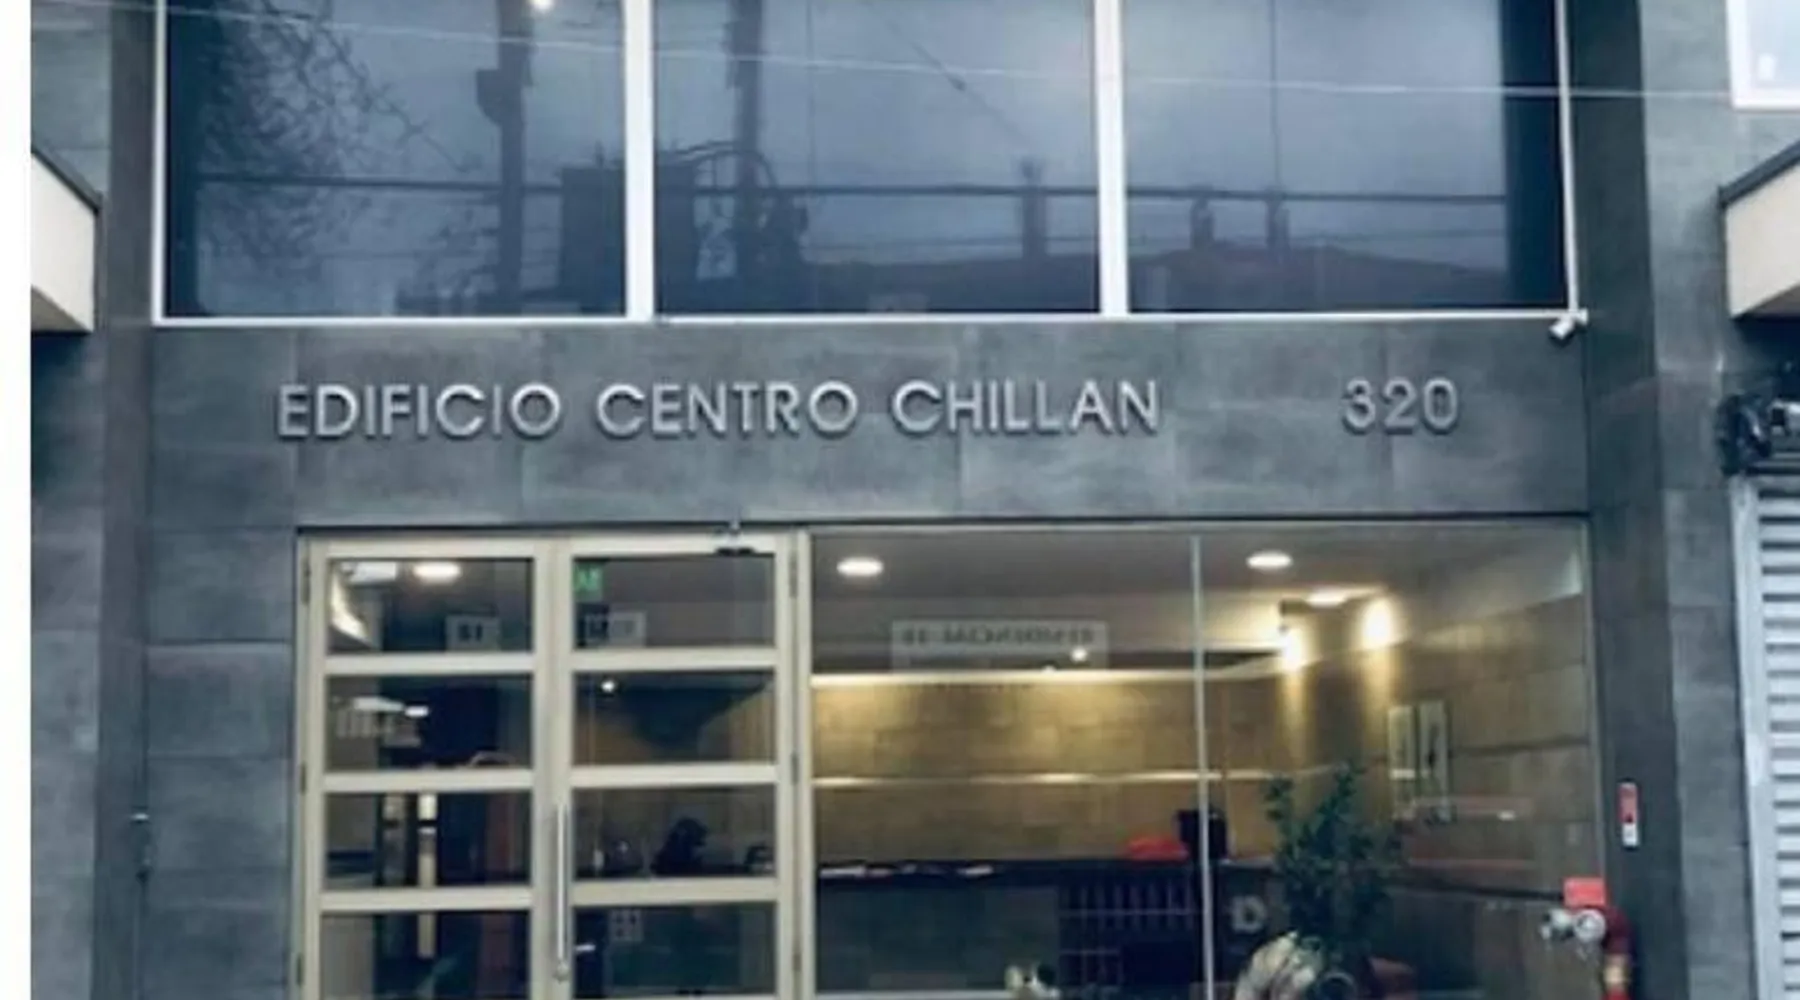 EDIFICIO CENTRO CHILLAN 320